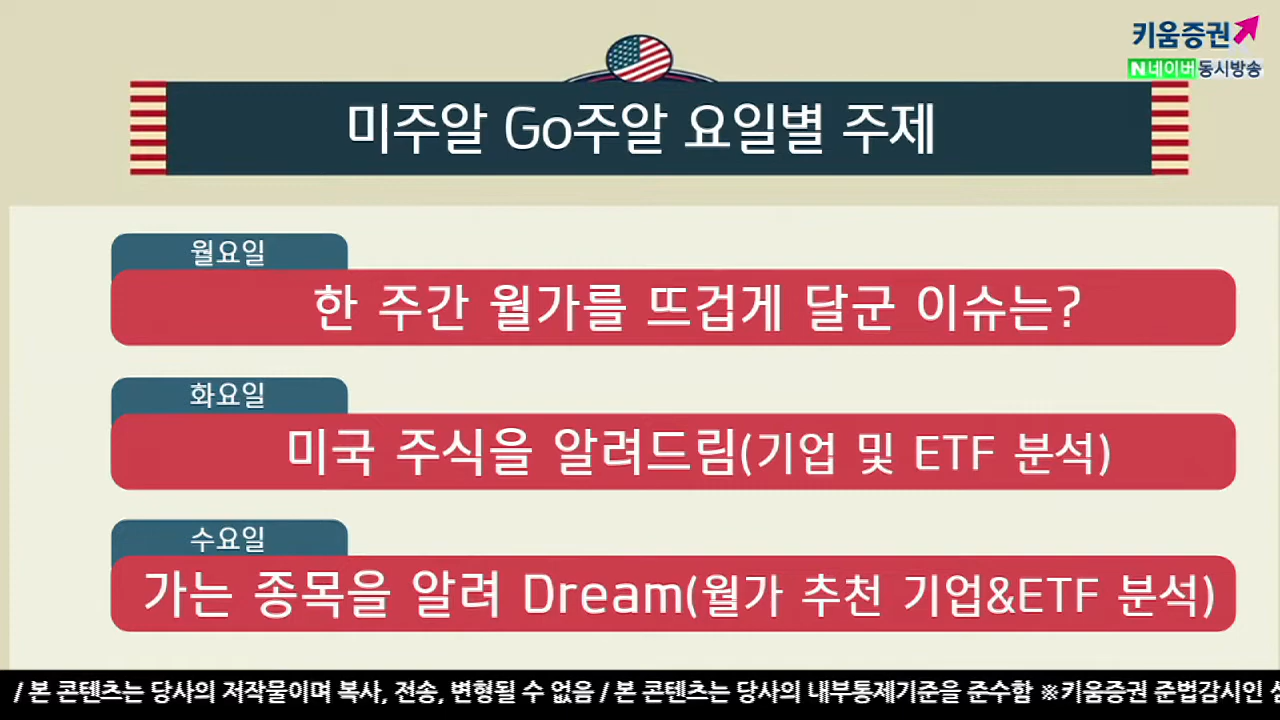 키움증권
N 네이버 동시방송
미주알 Go주알 요일별 주제
월요일
한 주간 월가를 뜨겁게 달군 이슈는?
화요일
미국 주식을 알려드림(기업 및 ETF 분석)
수요일
가는 종목을 알려 Dream(월가 추천 기업&ETF 분석)
/ 본 콘텐츠는 당사의 저작물이며 복사, 전송, 변형될 수 없음 / 본 콘텐츠는 당사의 내부통제기준을 준수함 ※키움증권 준법감시인